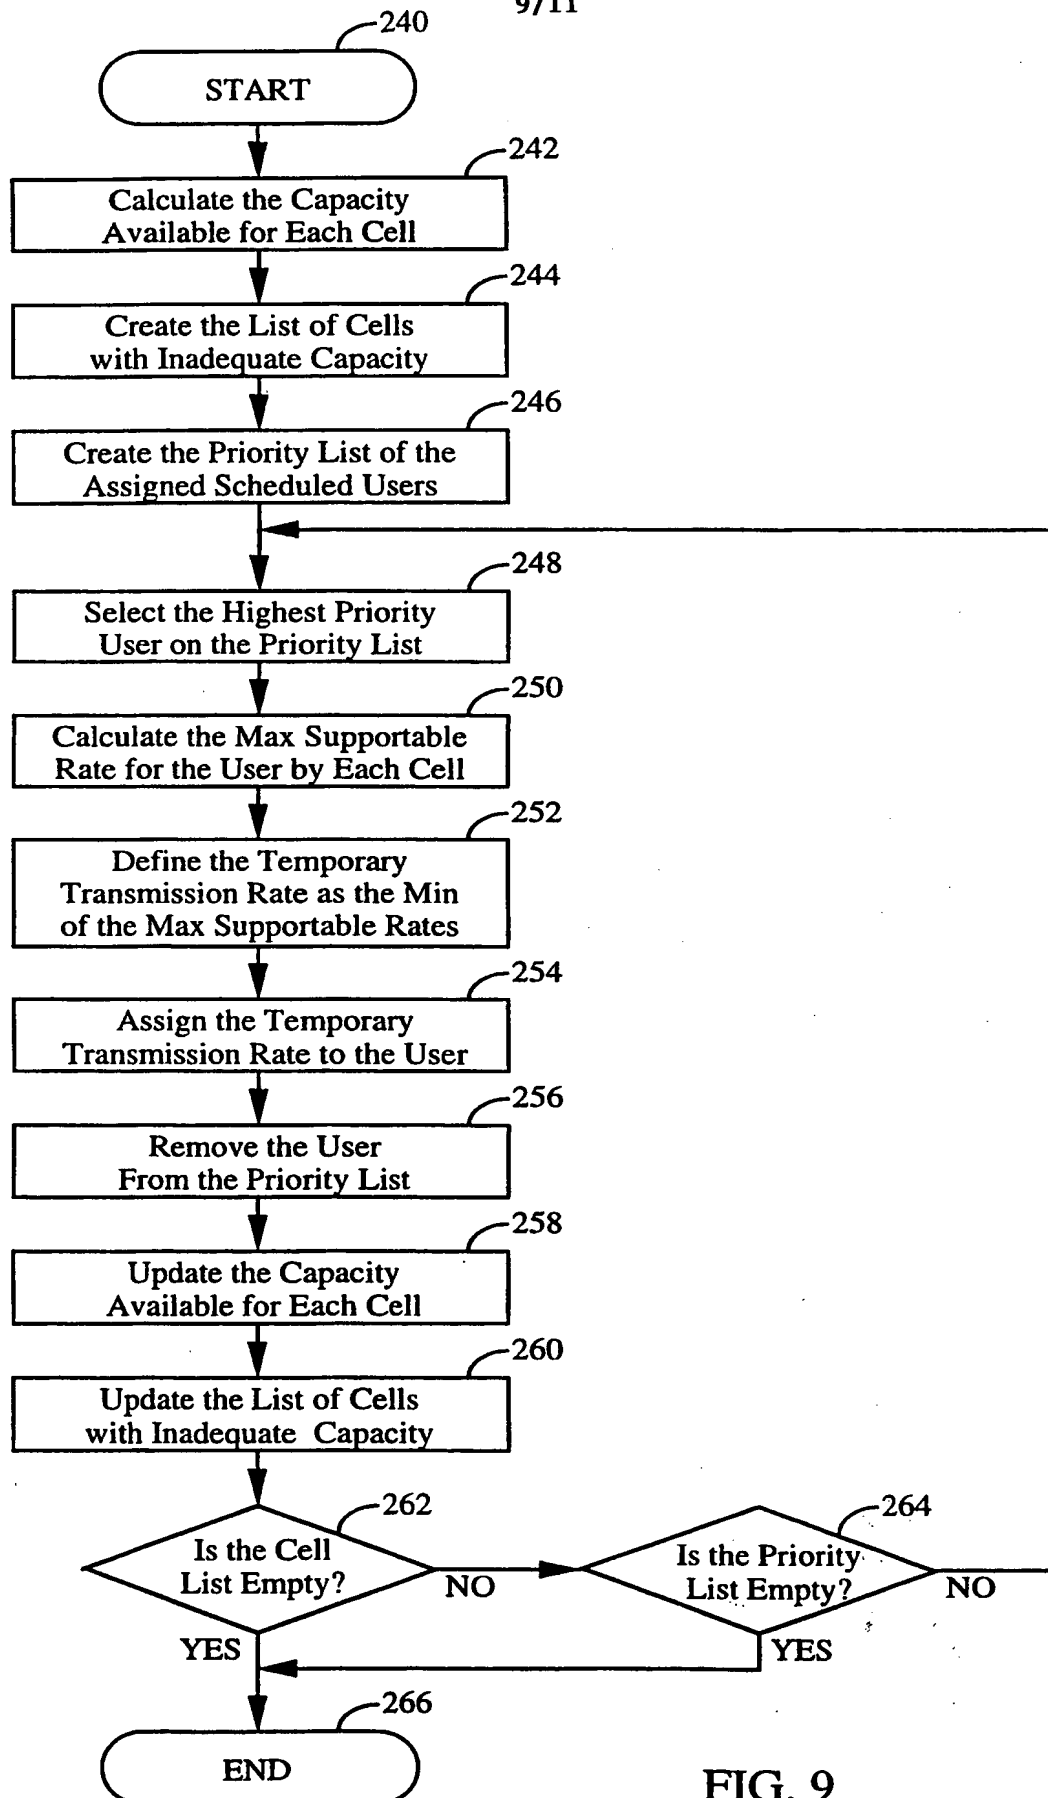 9/11
240
START
242
Calculate the Capacity
Available for Each Cell
244
Create the List of Cells
with Inadequate Capacity
246
Create the Priority List of the
Assigned Scheduled Users
248
Select the Highest Priority
User on the Priority List
250
Calculate the Max Supportable
Rate for the User by Each Cell
252
Define the Temporary
Transmission Rate as the Min
of the Max Supportable Rates
254
Assign the Temporary
Transmission Rate to the User
256
Remove the User
From the Priority List
258
Update the Capacity
Available for Each Cell
260
Update the List of Cells
with Inadequate Capacity
262
Is the Cell
List Empty?
NO
YES
264
Is the Priority
List Empty?
NO
YES
266
END
FIG. 9